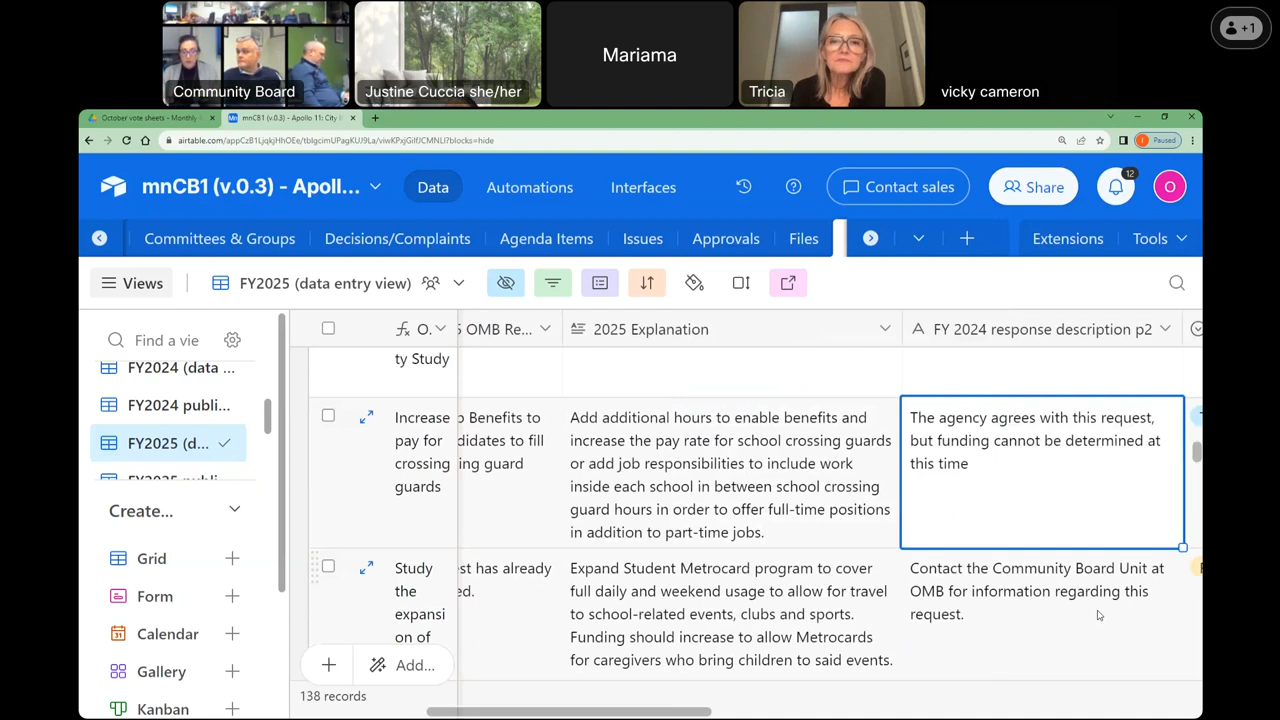 +1
Community Board
Justine Cuccia she/her
Mariama
Tricia
vicky cameron
October vote sheets - Monthly
mnCB1 (v.0.3) - Apollo 11: City
airtable.com/appCzB1LjqkjHhOEe/tblgcimUPagKUJ9La/viwKPxjGilfJCMNLI?blocks=hide
Paused
mnCB1 (v.0.3) - Apoll...
Data
Automations
Interfaces
Contact sales
Share
12
O
Committees & Groups
Decisions/Complaints
Agenda Items
Issues
Approvals
Files
Extensions
Tools
Views
FY2025 (data entry view)
Find a vie
FY2024 (data ...
FY2024 publi...
FY2025 (d...
FY2025 publi
Create...
Grid
Form
Calendar
Gallery
Kanban
O.
5 OMB Re...
2025 Explanation
FY 2024 response description p2
ty Study
Increase
pay for
crossing
guards
o Benefits to
didates to fill
ing guard
Add additional hours to enable benefits and
increase the pay rate for school crossing guards
or add job responsibilities to include work
inside each school in between school crossing
guard hours in order to offer full-time positions
in addition to part-time jobs.
The agency agrees with this request,
but funding cannot be determined at
this time
Study
the
expansi
on of
st has already
d.
Expand Student Metrocard program to cover
full daily and weekend usage to allow for travel
to school-related events, clubs and sports.
Funding should increase to allow Metrocards
for caregivers who bring children to said events.
Contact the Community Board Unit at
OMB for information regarding this
request.
Add...
138 records